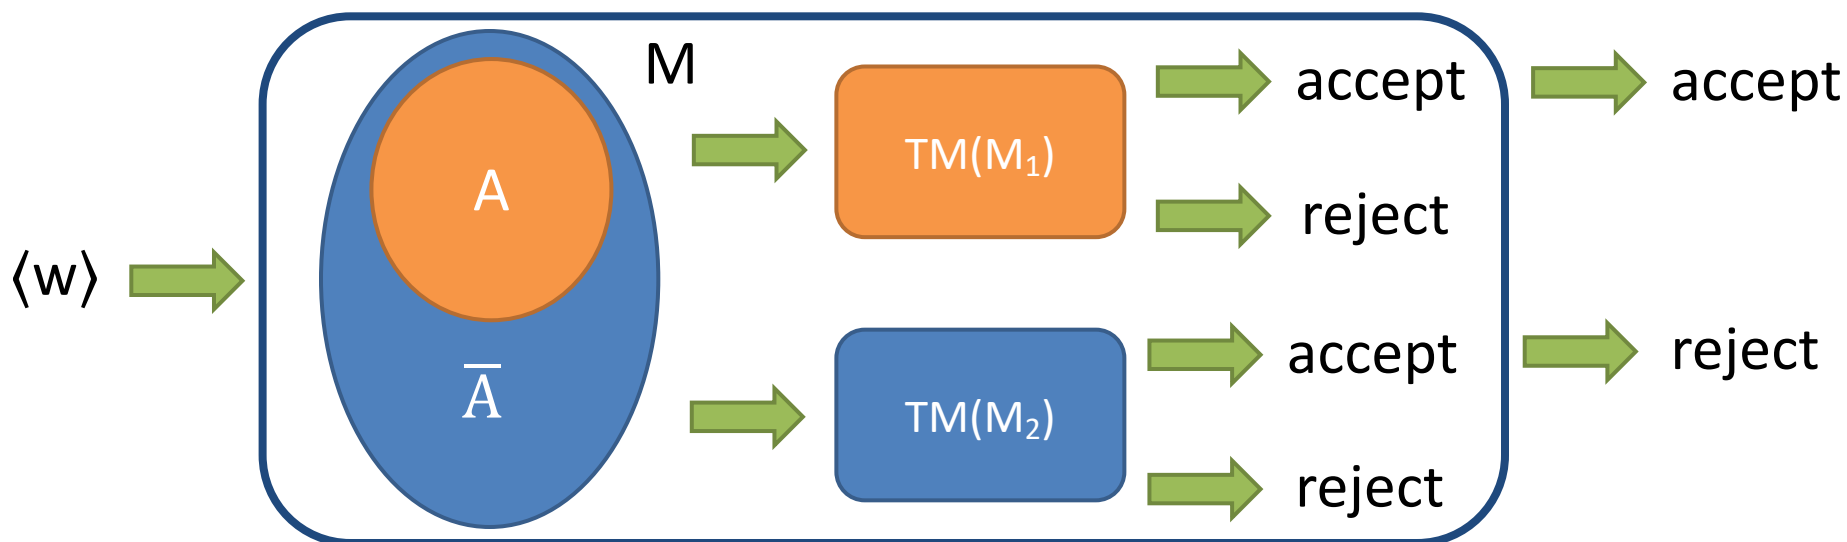 M
accept
accept
TM(M₁)
A
reject
⟨w⟩
accept
reject
A̅
TM(M₂)
reject